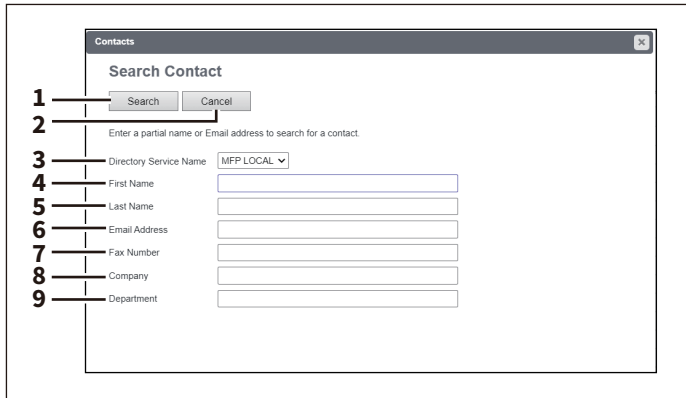 Contacts
Search Contact
1 Search Cancel
2
Enter a partial name or Email address to search for a contact.
3 Directory Service Name MFP LOCAL
4 First Name
5 Last Name
6 Email Address
7 Fax Number
8 Company
9 Department